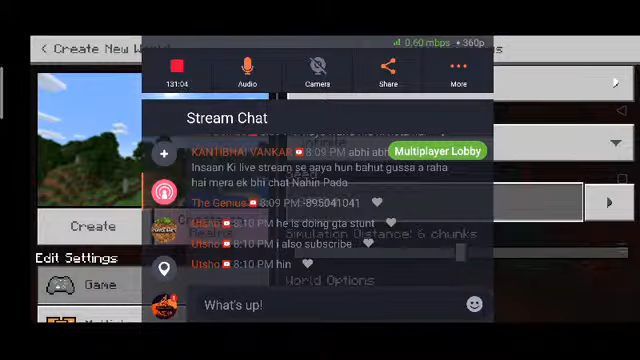 0.60 mbps • 360p
Create New World
131:04
Audio
Camera
Share
More
Stream Chat
KANTIBHAI VANKAR 8:09 PM abhi abh
Multiplayer Lobby
Insaan Ki live stream se aaya hun bahut gussa a raha
hai mera ek bhi chat Nahin Pada
The Genius 8:09 PM -895041041
Utsho 8:10 PM he is doing gta stunt
Utsho 8:10 PM i also subscribe
Utsho 8:10 PM hin
Create
Simulation Distance: 6 chunks
Edit Settings
World Options
Game
What's up!